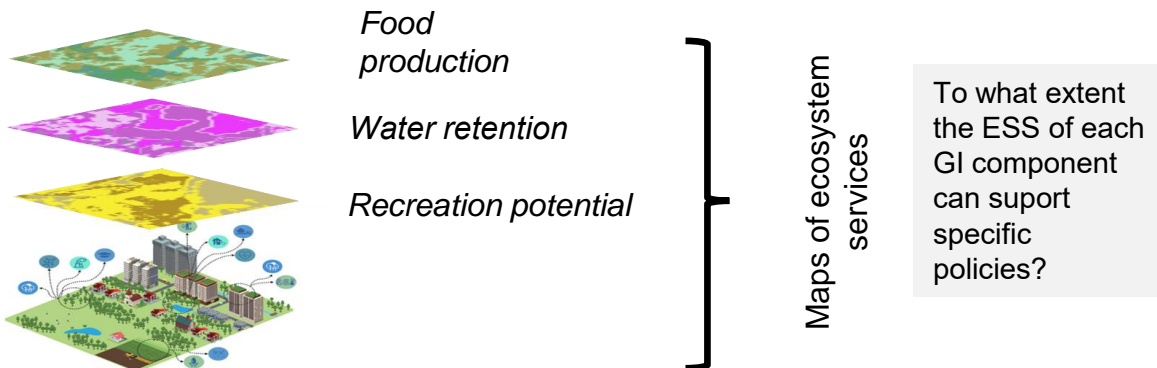 Food
production
Water retention
Recreation potential
Maps of ecosystem
services
To what extent
the ESS of each
GI component
can suport
specific
policies?